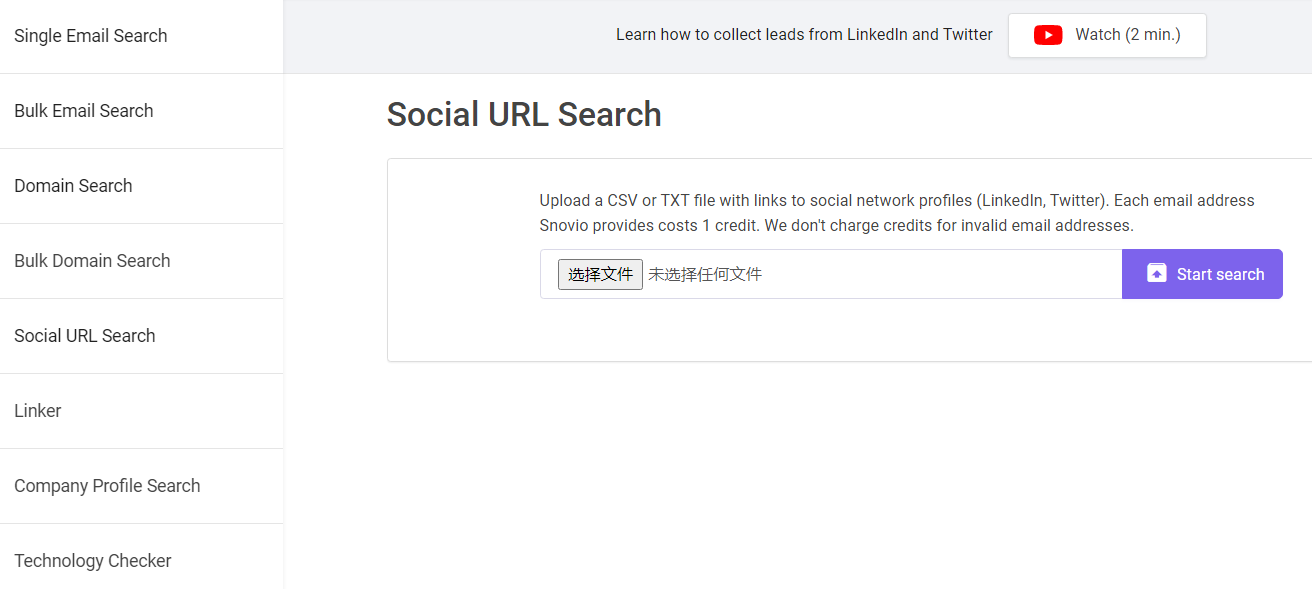 Single Email Search
Learn how to collect leads from LinkedIn and Twitter
Watch (2 min.)
Bulk Email Search
Domain Search
Bulk Domain Search
Social URL Search
Linker
Company Profile Search
Technology Checker
Social URL Search
Upload a CSV or TXT file with links to social network profiles (LinkedIn, Twitter). Each email address
Snovio provides costs 1 credit. We don't charge credits for invalid email addresses.
选择文件 未选择任何文件
Start search